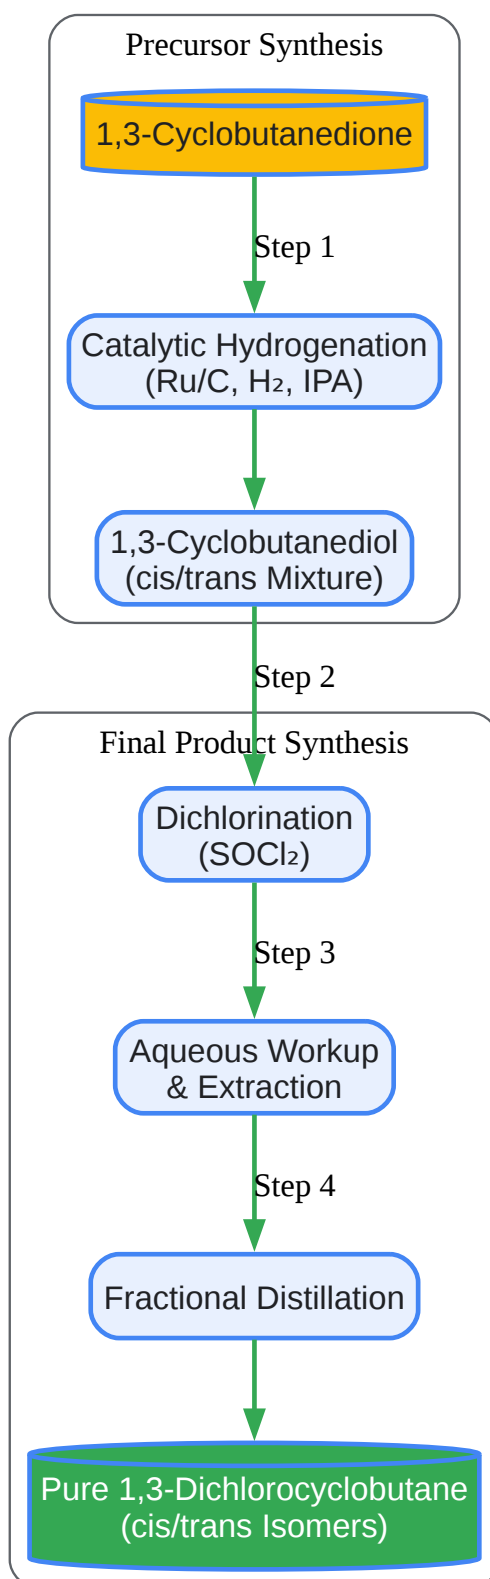 Precursor Synthesis
1,3-Cyclobutanedione
Step 1
Catalytic Hydrogenation
(Ru/C, H₂, IPA)
1,3-Cyclobutanediol
(cis/trans Mixture)
Step 2
Final Product Synthesis
Dichlorination
(SOCl₂)
Step 3
Aqueous Workup
& Extraction
Step 4
Fractional Distillation
Pure 1,3-Dichlorocyclobutane
(cis/trans Isomers)